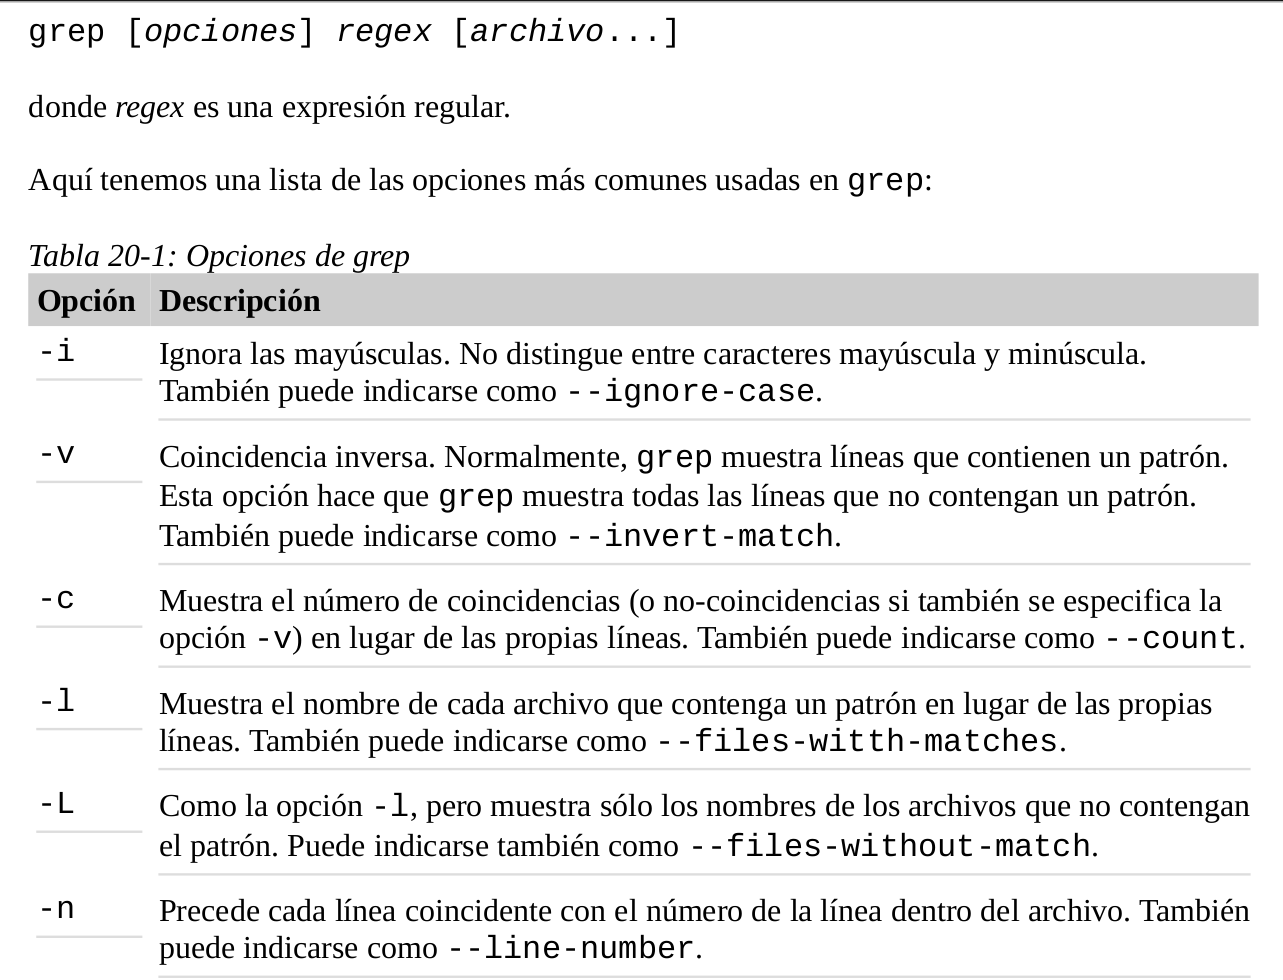 grep [opciones] regex [archivo...]
donde regex es una expresión regular.
Aquí tenemos una lista de las opciones más comunes usadas en grep:
Tabla 20-1: Opciones de grep
Opción Descripción
-i Ignora las mayúsculas. No distingue entre caracteres mayúscula y minúscula.
También puede indicarse como --ignore-case.
-v Coincidencia inversa. Normalmente, grep muestra líneas que contienen un patrón.
Esta opción hace que grep muestra todas las líneas que no contengan un patrón.
También puede indicarse como --invert-match.
-c Muestra el número de coincidencias (o no-coincidencias si también se especifica la
opción -v) en lugar de las propias líneas. También puede indicarse como --count.
-l Muestra el nombre de cada archivo que contenga un patrón en lugar de las propias
líneas. También puede indicarse como --files-witth-matches.
-L Como la opción -l, pero muestra sólo los nombres de los archivos que no contengan
el patrón. Puede indicarse también como --files-without-match.
-n Precede cada línea coincidente con el número de la línea dentro del archivo. También
puede indicarse como --line-number.